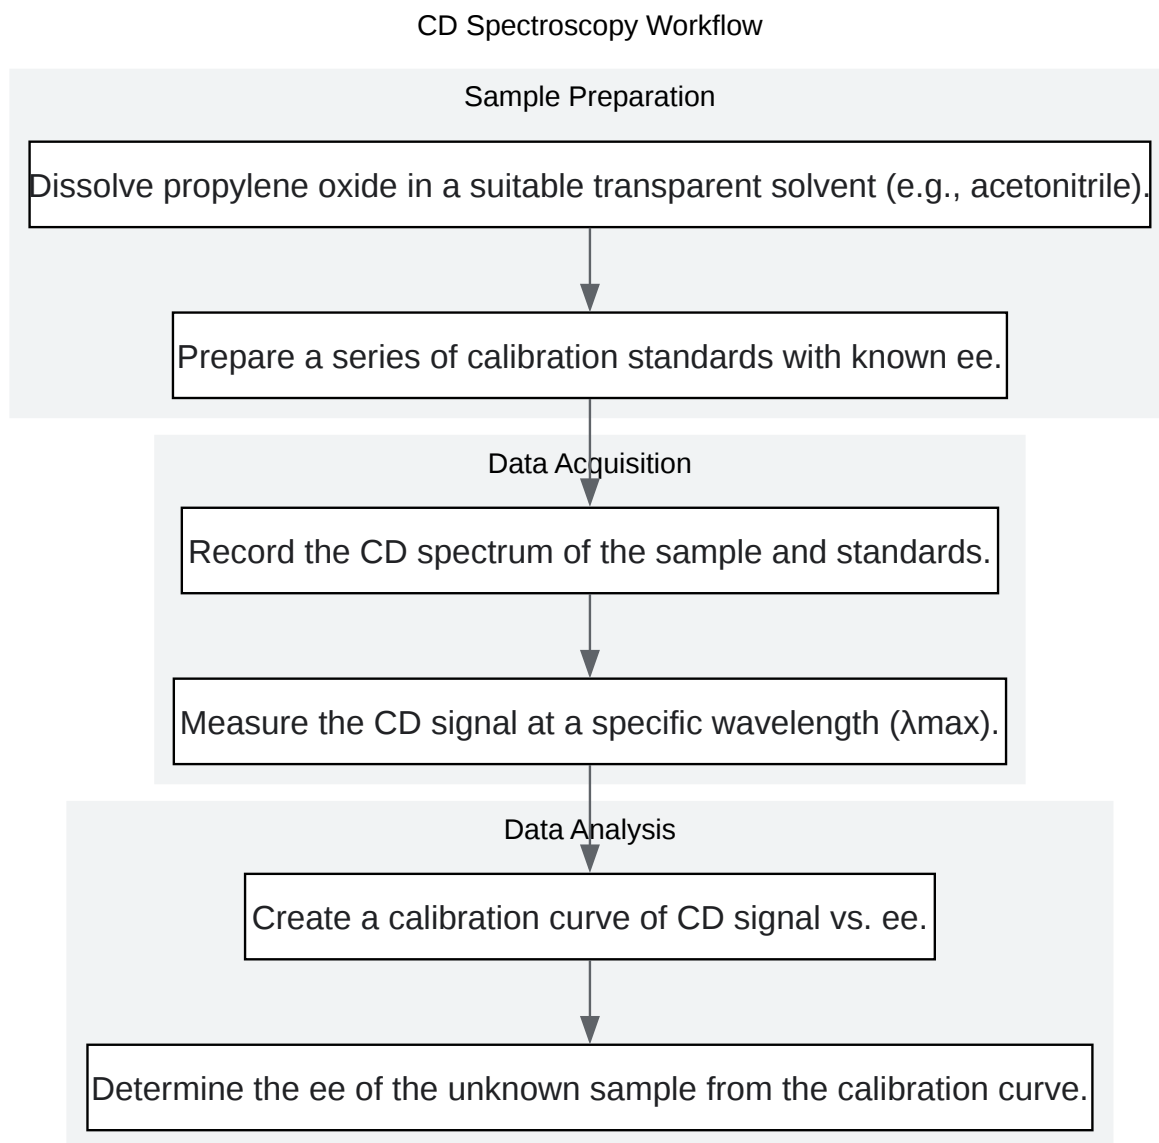 CD Spectroscopy Workflow
Sample Preparation
Dissolve propylene oxide in a suitable transparent solvent (e.g., acetonitrile).
Prepare a series of calibration standards with known ee.
Data Acquisition
Record the CD spectrum of the sample and standards.
Measure the CD signal at a specific wavelength (λmax).
Data Analysis
Create a calibration curve of CD signal vs. ee.
Determine the ee of the unknown sample from the calibration curve.